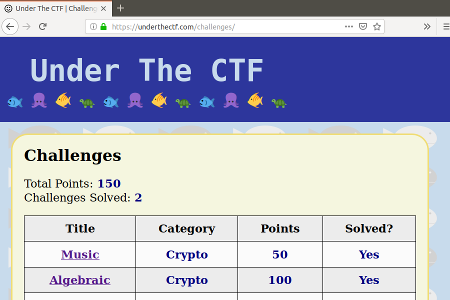 Under The CTF | Challeng
https://underthectf.com/challenges/
Under The CTF
Challenges
Total Points: 150
Challenges Solved: 2
Title Category Points Solved?
Music Crypto 50 Yes
Algebraic Crypto 100 Yes